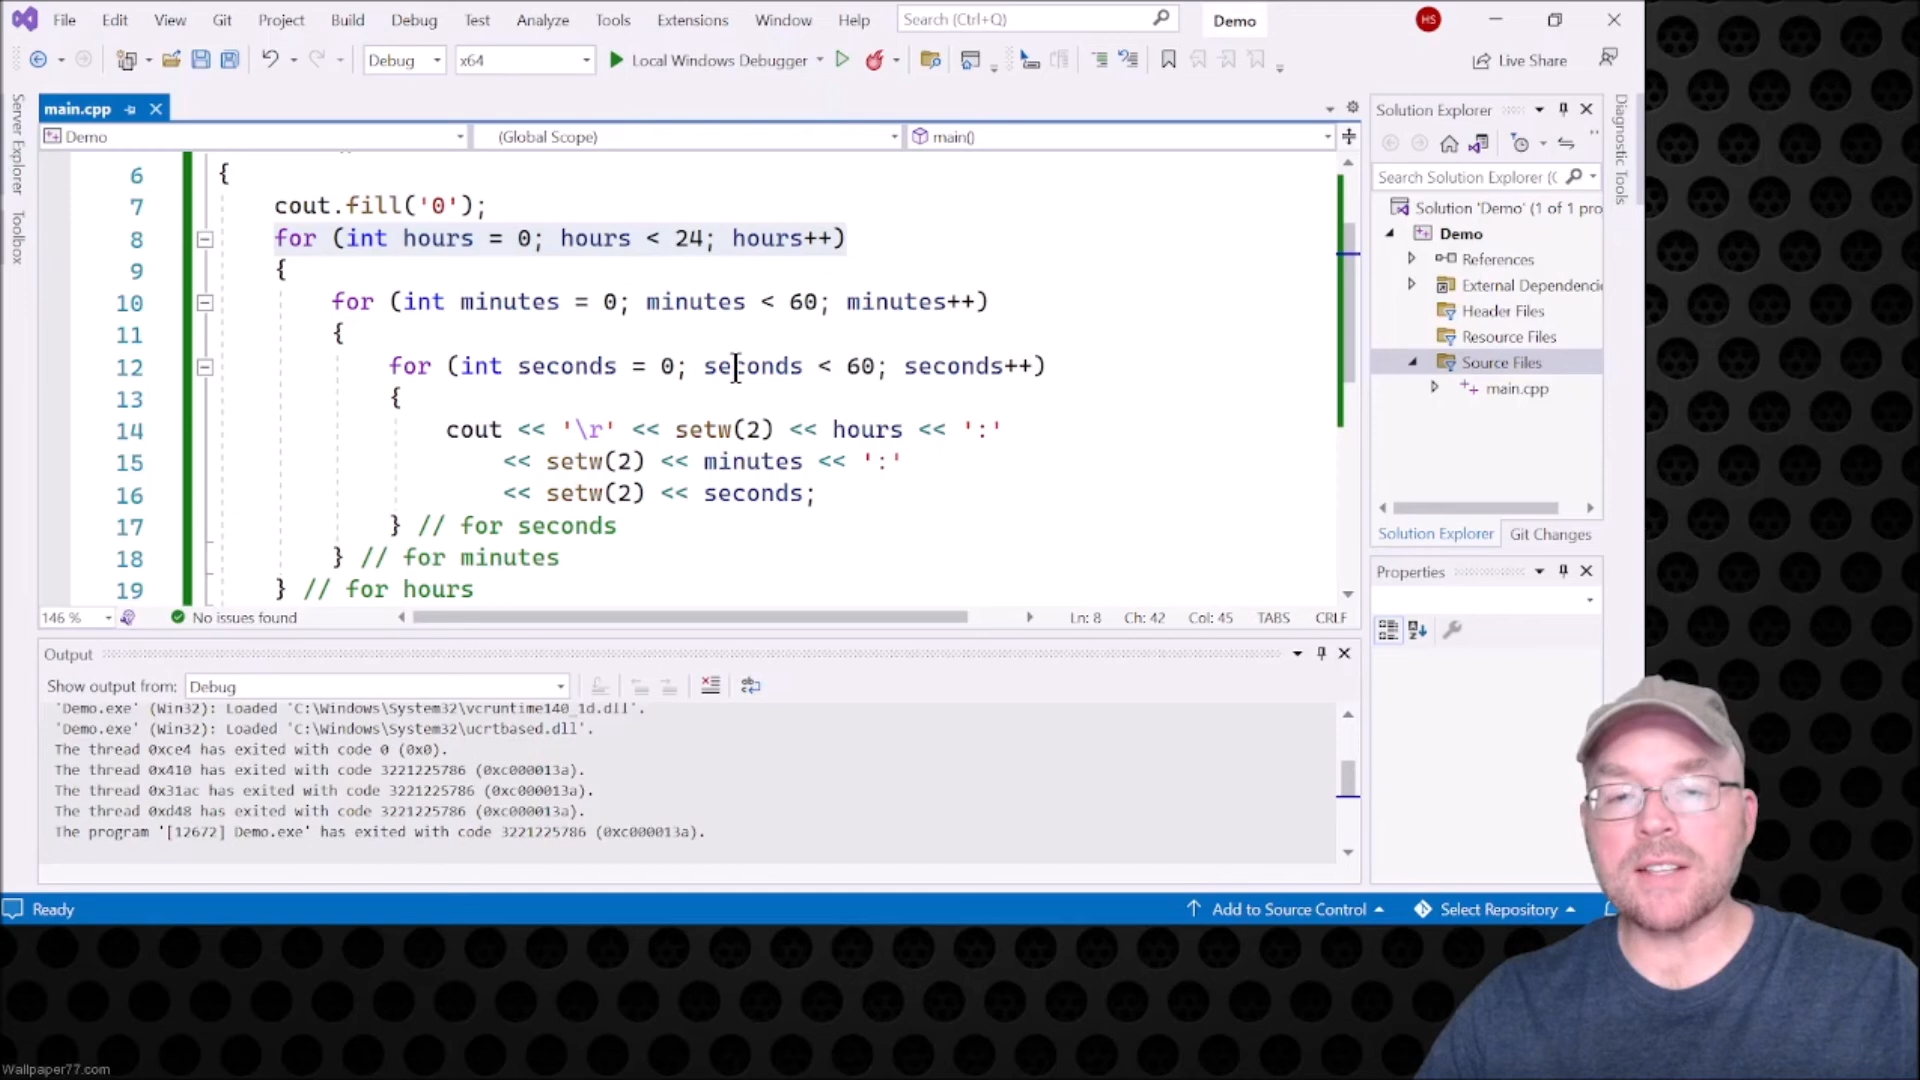 File Edit View Git Project Build Debug Test Analyze Tools Extensions Window Help Search (Ctrl+Q) Demo HS
Debug x64 Local Windows Debugger Live Share
Server Explorer
Toolbox
main.cpp
Demo (Global Scope) main()
6 {
7 cout.fill('0');
8 for (int hours = 0; hours < 24; hours++)
9 {
10 for (int minutes = 0; minutes < 60; minutes++)
11 {
12 for (int seconds = 0; seconds < 60; seconds++)
13 {
14 cout << '\r' << setw(2) << hours << ':'
15 << setw(2) << minutes << ':'
16 << setw(2) << seconds;
17 } // for seconds
18 } // for minutes
19 } // for hours
146 % No issues found Ln: 8 Ch: 42 Col: 45 TABS CRLF
Output
Show output from: Debug
'Demo.exe' (Win32): Loaded 'C:\Windows\System32\vcruntime140_1d.dll'.
'Demo.exe' (Win32): Loaded 'C:\Windows\System32\ucrtbased.dll'.
The thread 0xce4 has exited with code 0 (0x0).
The thread 0x410 has exited with code 3221225786 (0xc000013a).
The thread 0x31ac has exited with code 3221225786 (0xc000013a).
The thread 0xd48 has exited with code 3221225786 (0xc000013a).
The program '[12672] Demo.exe' has exited with code 3221225786 (0xc000013a).
Solution Explorer
Search Solution Explorer (C
Solution 'Demo' (1 of 1 pro
Demo
References
External Dependenci
Header Files
Resource Files
Source Files
main.cpp
Solution Explorer Git Changes
Properties
Diagnostic Tools
Ready Add to Source Control Select Repository
Wallpaper77.com